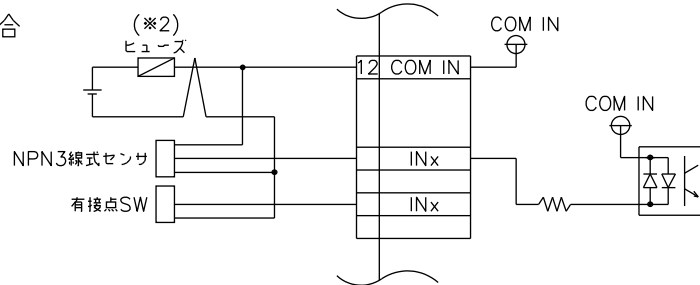 合
(※2)
ヒューズ
COM IN
12 COM IN
COM IN
NPN3線式センサ
INx
有接点SW
INx